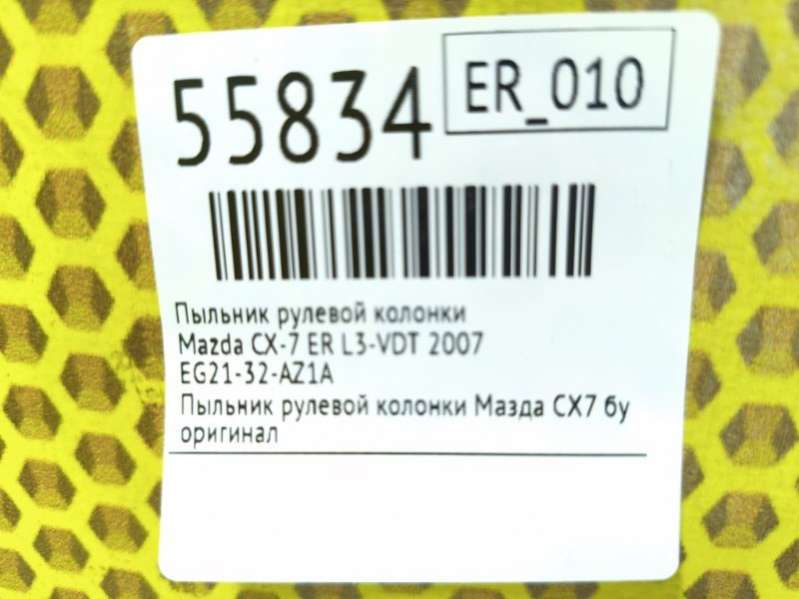 55834
ER_010
Пыльник рулевой колонки
Mazda CX-7 ER L3-VDT 2007
EG21-32-AZ1A
Пыльник рулевой колонки Мазда СХ7 бу
оригинал